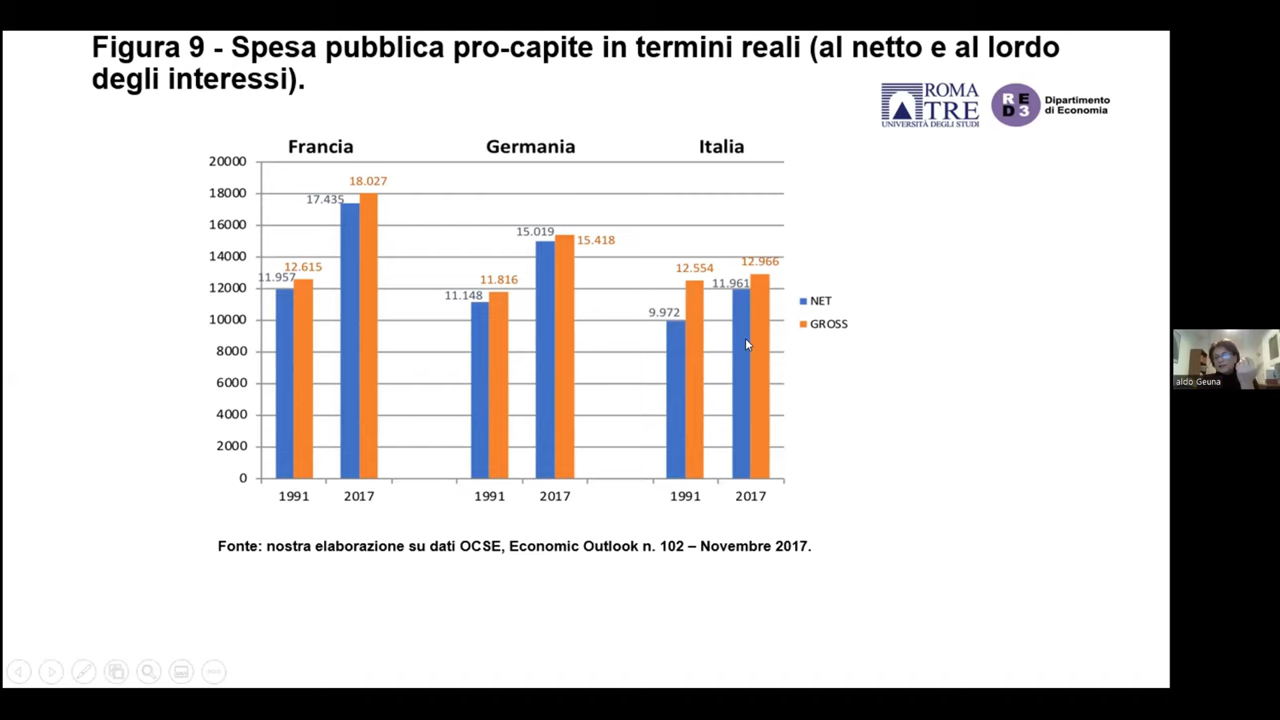 Figura 9 - Spesa pubblica pro-capite in termini reali (al netto e al lordo
degli interessi).
ROMA
TRE
UNIVERSITÀ DEGLI STUDI
R E
D 3
Dipartimento
di Economia
Francia
Germania
Italia
20000
18000
16000
14000
12000
10000
8000
6000
4000
2000
0
11.957
12.615
17.435
18.027
11.148
11.816
15.019
15.418
9.972
12.554
11.961
12.966
1991
2017
1991
2017
1991
2017
NET
GROSS
Fonte: nostra elaborazione su dati OCSE, Economic Outlook n. 102 – Novembre 2017.
aldo Geuna